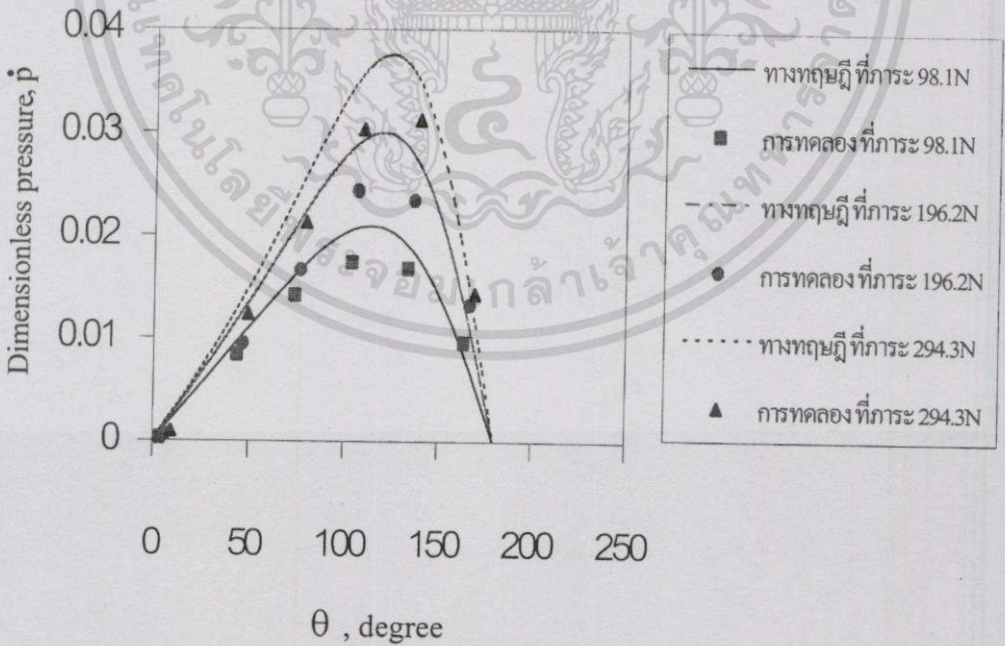 0.04
0.03
0.02
0.01
0
Dimensionless pressure, ṗ
0 50 100 150 200 250
θ , degree
ทางทฤษฎี ที่ภาระ 98.1N
การทดลอง ที่ภาระ 98.1N
ทางทฤษฎี ที่ภาระ 196.2N
การทดลอง ที่ภาระ 196.2N
ทางทฤษฎี ที่ภาระ 294.3N
การทดลอง ที่ภาระ 294.3N